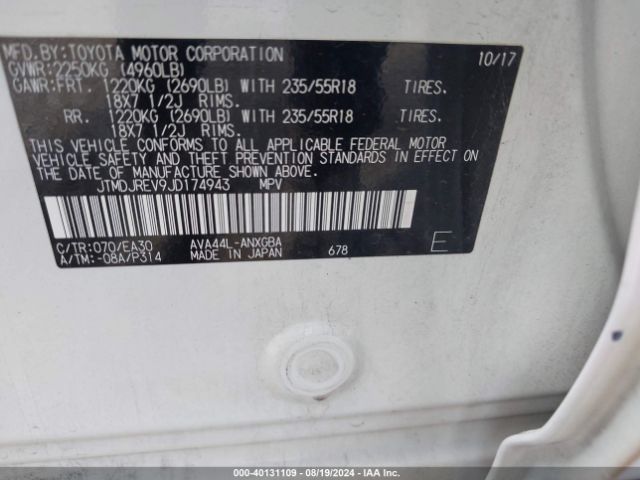 MFD.BY:TOYOTA MOTOR CORPORATION 10/17
GVWR:2250KG (4960LB)
GAWR:FRT. 1220KG (2690LB) WITH 235/55R18 TIRES.
18X7 1/2J RIMS.
RR. 1220KG (2690LB) WITH 235/55R18 TIRES.
18X7 1/2J RIMS.
THIS VEHICLE CONFORMS TO ALL APPLICABLE FEDERAL MOTOR
VEHICLE SAFETY AND THEFT PREVENTION STANDARDS IN EFFECT ON
THE DATE OF MANUFACTURE SHOWN ABOVE.
JTMDJREV9JD174943 MPV
C/TR:070/EA30 AVA44L-ANXGBA
A/TM:-08A/P314 MADE IN JAPAN 678 E
000-40131109 - 08/19/2024 - IAA Inc.